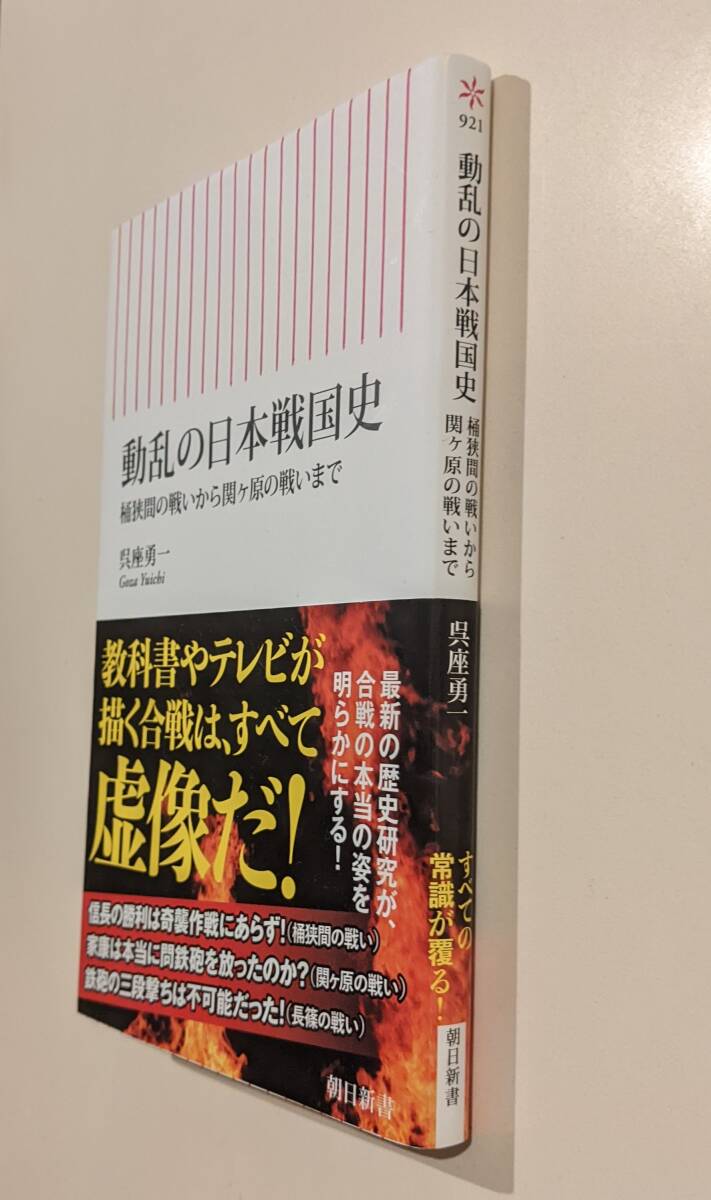 動乱の日本戦国史
桶狭間の戦いから関ヶ原の戦いまで
呉座勇一
Goza Yuichi
教科書やテレビが
描く合戦は、すべて
虚像だ！
最新の歴史研究が、
合戦の本当の姿を
明らかにする！
信長の勝利は奇襲作戦にあらず！（桶狭間の戦い）
家康は本当に問鉄砲を放ったのか？（関ヶ原の戦い）
鉄砲の三段撃ちは不可能だった！（長篠の戦い）
朝日新書
921
動乱の日本戦国史
桶狭間の戦いから
関ヶ原の戦いまで
呉座勇一
すべての
常識が覆る！
朝日新書